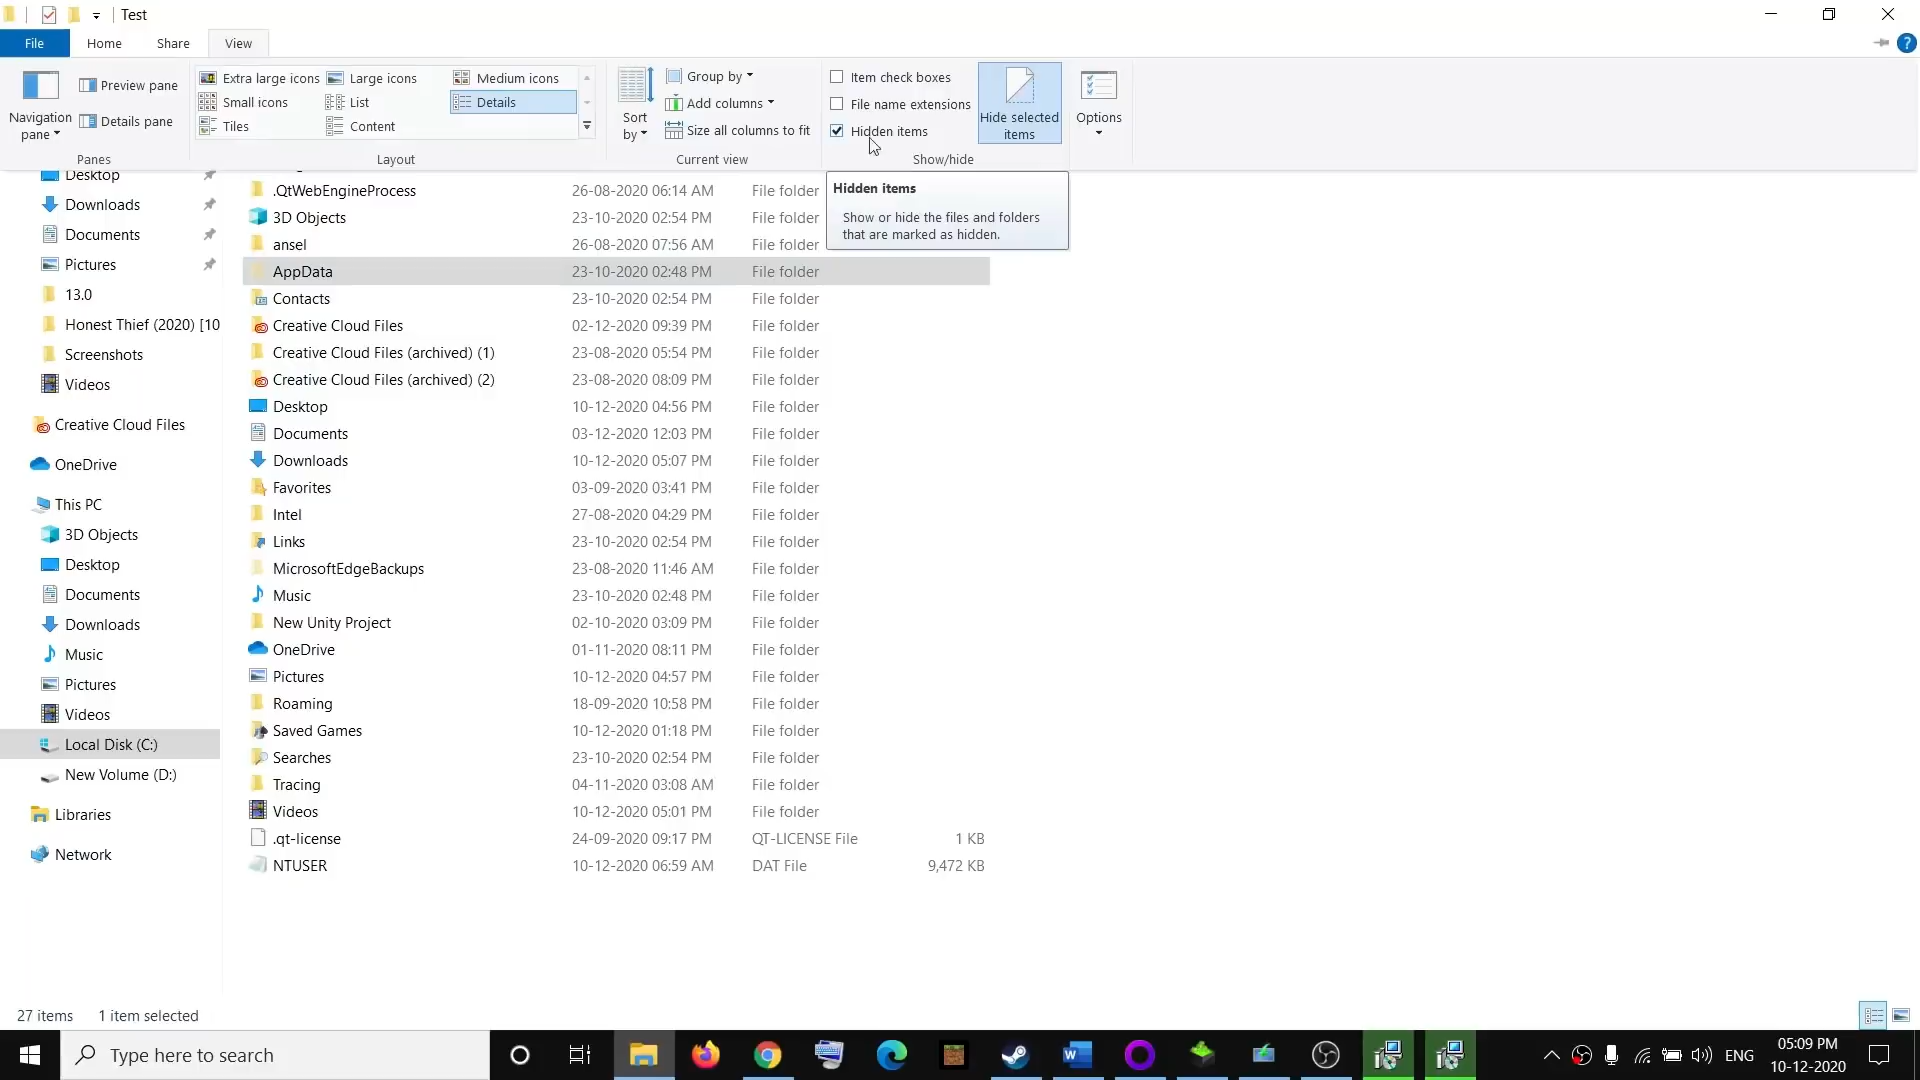 Test
File
Home
Share
View
Navigation
pane
Preview pane
Details pane
Panes
Extra large icons
Large icons
Medium icons
Small icons
List
Details
Tiles
Content
Layout
Sort
by
Group by
Add columns
Size all columns to fit
Current view
Item check boxes
File name extensions
Hidden items
Hide selected
items
Show/hide
Options
Hidden items
Show or hide the files and folders
that are marked as hidden.
Desktop
Downloads
Documents
Pictures
13.0
Honest Thief (2020) [10
Screenshots
Videos
Creative Cloud Files
OneDrive
This PC
3D Objects
Desktop
Documents
Downloads
Music
Pictures
Videos
Local Disk (C:)
New Volume (D:)
Libraries
Network
.QtWebEngineProcess 26-08-2020 06:14 AM File folder
3D Objects 23-10-2020 02:54 PM File folder
ansel 26-08-2020 07:56 AM File folder
AppData 23-10-2020 02:48 PM File folder
Contacts 23-10-2020 02:54 PM File folder
Creative Cloud Files 02-12-2020 09:39 PM File folder
Creative Cloud Files (archived) (1) 23-08-2020 05:54 PM File folder
Creative Cloud Files (archived) (2) 23-08-2020 08:09 PM File folder
Desktop 10-12-2020 04:56 PM File folder
Documents 03-12-2020 12:03 PM File folder
Downloads 10-12-2020 05:07 PM File folder
Favorites 03-09-2020 03:41 PM File folder
Intel 27-08-2020 04:29 PM File folder
Links 23-10-2020 02:54 PM File folder
MicrosoftEdgeBackups 23-08-2020 11:46 AM File folder
Music 23-10-2020 02:48 PM File folder
New Unity Project 02-10-2020 03:09 PM File folder
OneDrive 01-11-2020 08:11 PM File folder
Pictures 10-12-2020 04:57 PM File folder
Roaming 18-09-2020 10:58 PM File folder
Saved Games 10-12-2020 01:18 PM File folder
Searches 23-10-2020 02:54 PM File folder
Tracing 04-11-2020 03:08 AM File folder
Videos 10-12-2020 05:01 PM File folder
.qt-license 24-09-2020 09:17 PM QT-LICENSE File 1 KB
NTUSER 10-12-2020 06:59 AM DAT File 9,472 KB
27 items 1 item selected
Type here to search
ENG
05:09 PM
10-12-2020